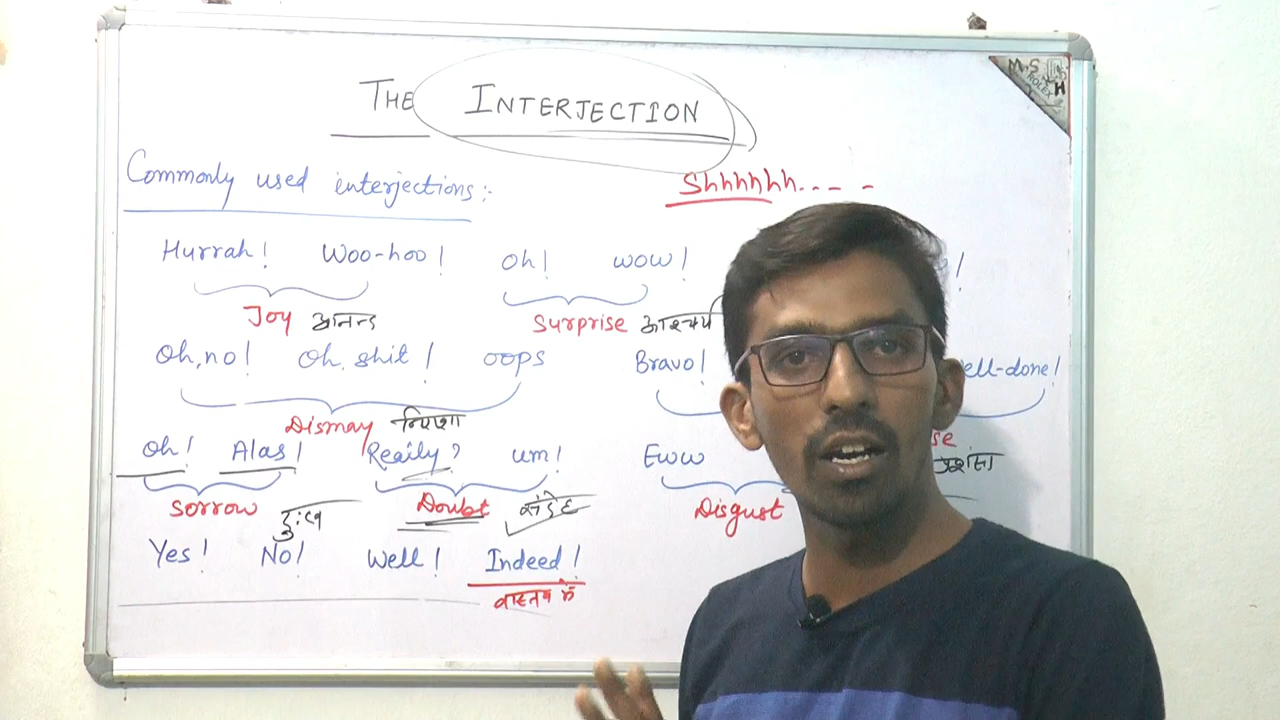 THE INTERJECTION
Commonly used interjections:
Shhhhhh.... -
Hurrah! Woo-hoo! Oh! wow! !
Joy आनन्द Surprise आश्चर्य
Oh, no! Oh, shit! oops Bravo! ell-done!
Dismay निराशा se
Oh! Alas! Really? um! Eww प्रशंसा
Sorrow दुःख Doubt संदेह Disgust
Yes! No! Well! Indeed!
वास्तव में